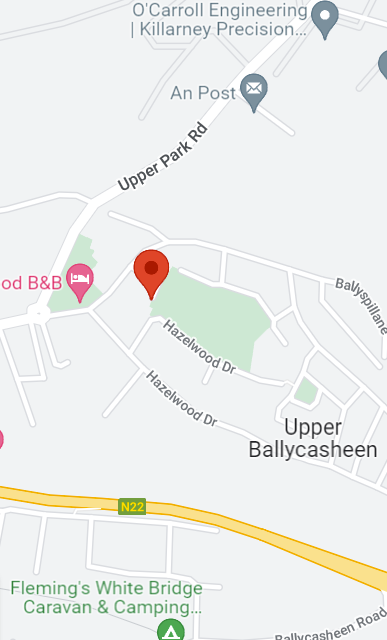 O'Carroll Engineering
| Killarney Precision...
An Post
Upper Park Rd
od B&B
Ballyspillane
Hazelwood Dr
Hazelwood Dr
Upper
Ballycasheen
N22
Fleming's White Bridge
Caravan & Camping...
Ballycasheen Road